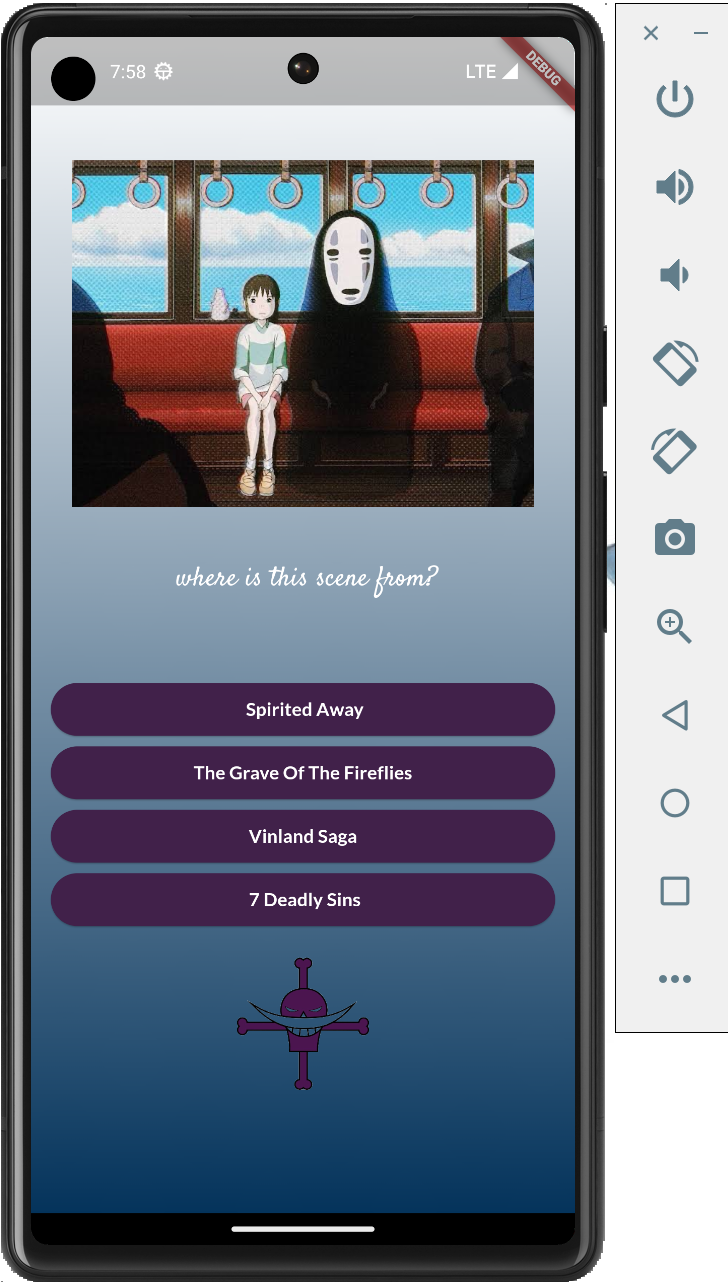 7:58
LTE
DEBUG
where is this scene from?
Spirited Away
The Grave Of The Fireflies
Vinland Saga
7 Deadly Sins